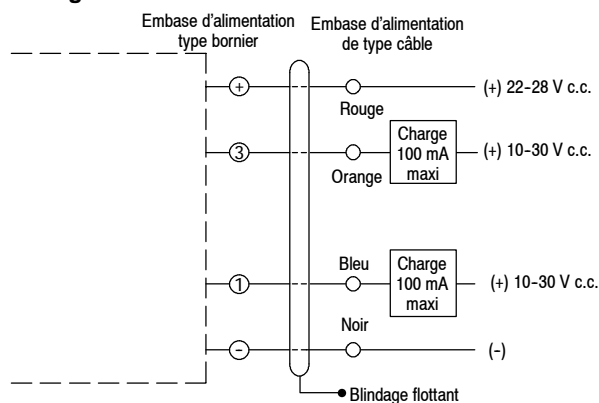 Embase d'alimentation
type bornier
Embase d'alimentation
de type câble
+
(+) 22-28 V c.c.
Rouge
3
Charge
100 mA
maxi
(+) 10-30 V c.c.
Orange
Bleu
1
Charge
100 mA
maxi
(+) 10-30 V c.c.
Noir
-
(-)
Blindage flottant